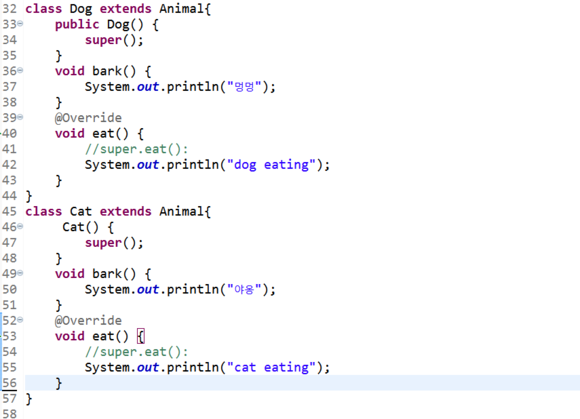 32 class Dog extends Animal{
33 public Dog() {
34 super();
35 }
36 void bark() {
37 System.out.println("멍멍");
38 }
39 @Override
40 void eat() {
41 //super.eat():
42 System.out.println("dog eating");
43 }
44 }
45 class Cat extends Animal{
46 Cat() {
47 super();
48 }
49 void bark() {
50 System.out.println("야옹");
51 }
52 @Override
53 void eat() {
54 //super.eat():
55 System.out.println("cat eating");
56 }
57 }
58